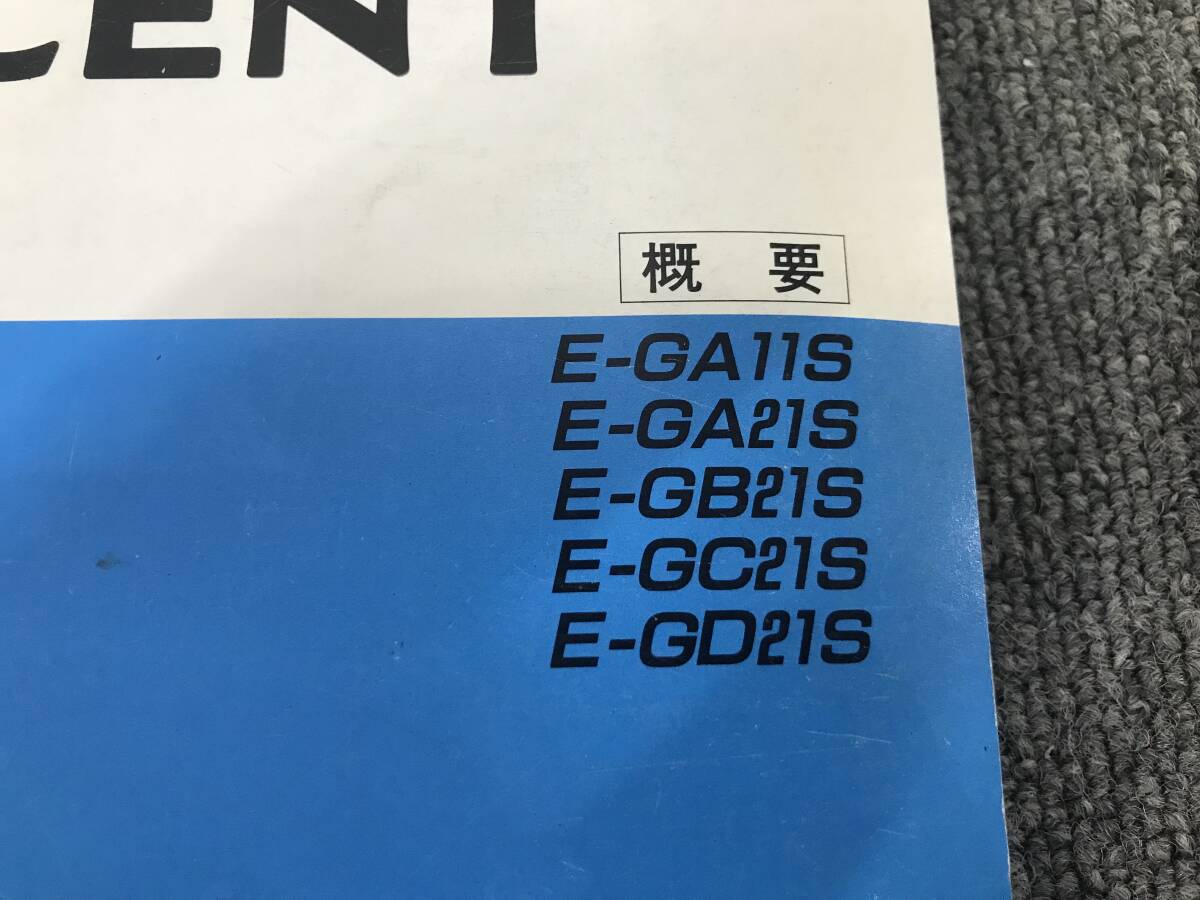 CENT
概 要
E-GA11S
E-GA21S
E-GB21S
E-GC21S
E-GD21S